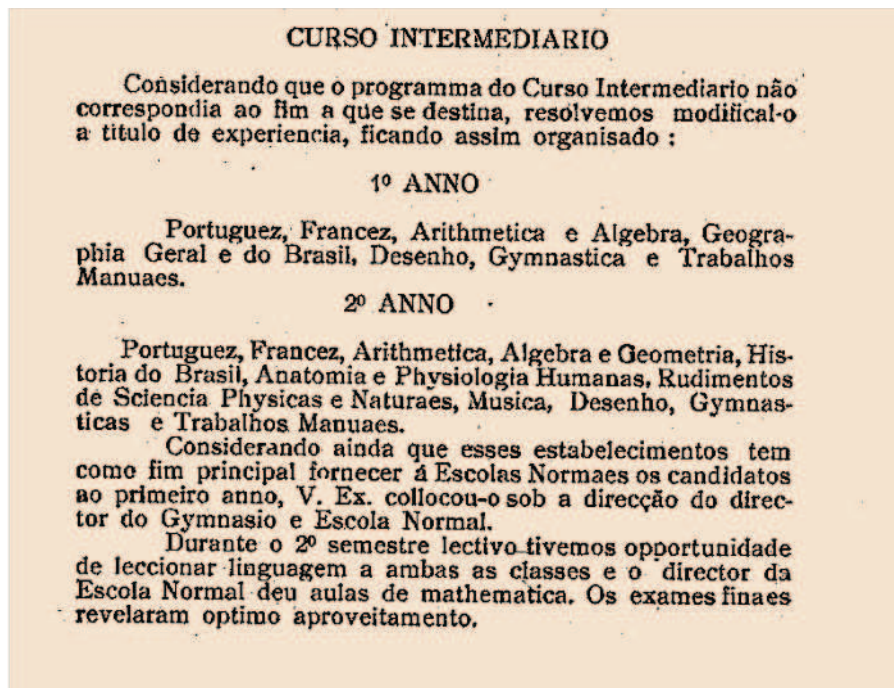 CURSO INTERMEDIARIO
Considerando que o programma do Curso Intermediario não
correspondia ao fim a que se destina, resolvemos modifical-o
a titulo de experiencia, ficando assim organisado :
1º ANNO
Portuguez, Francez, Arithmetica e Algebra, Geogra-
phia Geral e do Brasil, Desenho, Gymnastica e Trabalhos
Manuaes.
2º ANNO
Portuguez, Francez, Arithmetica, Algebra e Geometria, His-
toria do Brasil, Anatomia e Physiologia Humanas, Rudimentos
de Sciencia Physicas e Naturaes, Musica, Desenho, Gymnas-
ticas e Trabalhos Manuaes.
Considerando ainda que esses estabelecimentos tem
como fim principal fornecer á Escolas Normaes os candidatos
ao primeiro anno, V. Ex. collocou-o sob a direcção do direc-
tor do Gymnasio e Escola Normal.
Durante o 2º semestre lectivo tivemos opportunidade
de leccionar linguagem a ambas as classes e o director da
Escola Normal deu aulas de mathematica. Os exames finaes
revelaram optimo aproveitamento.